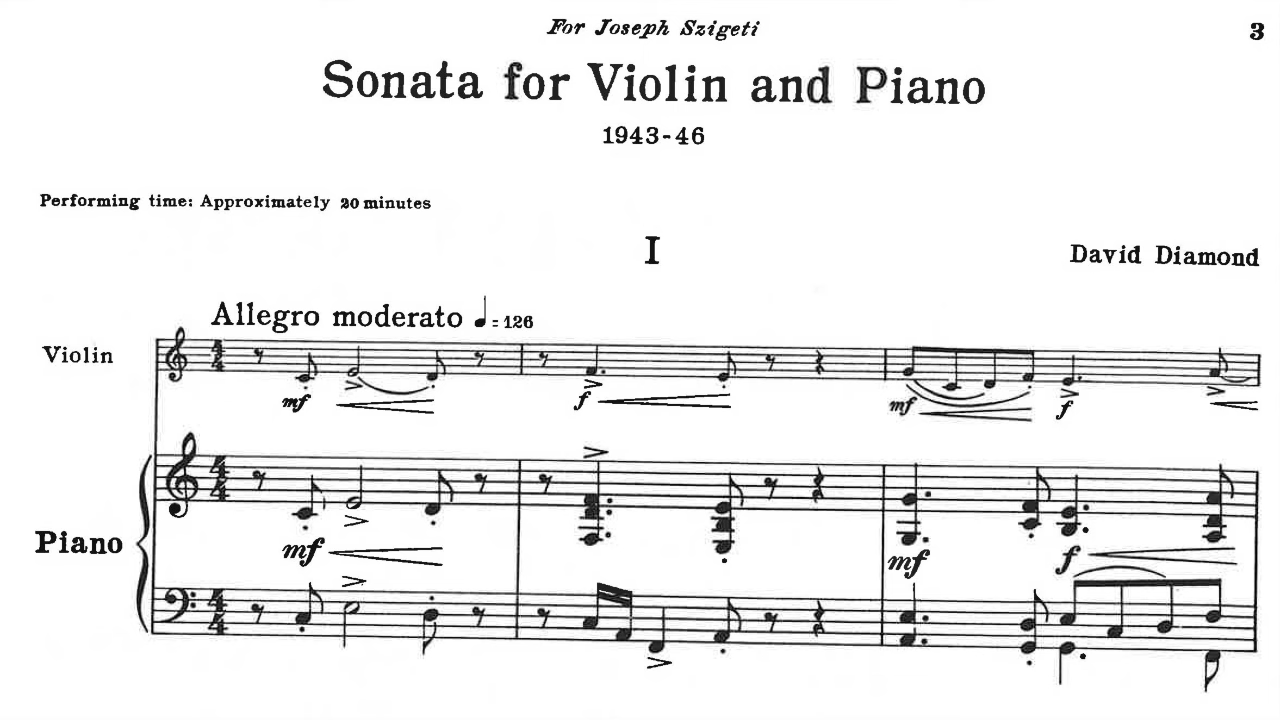 For Joseph Szigeti
3
Sonata for Violin and Piano
1943-46
Performing time: Approximately 20 minutes
I
David Diamond
Allegro moderato ♩ = 126
Violin
mf
f
mf
f
Piano
mf
mf
f